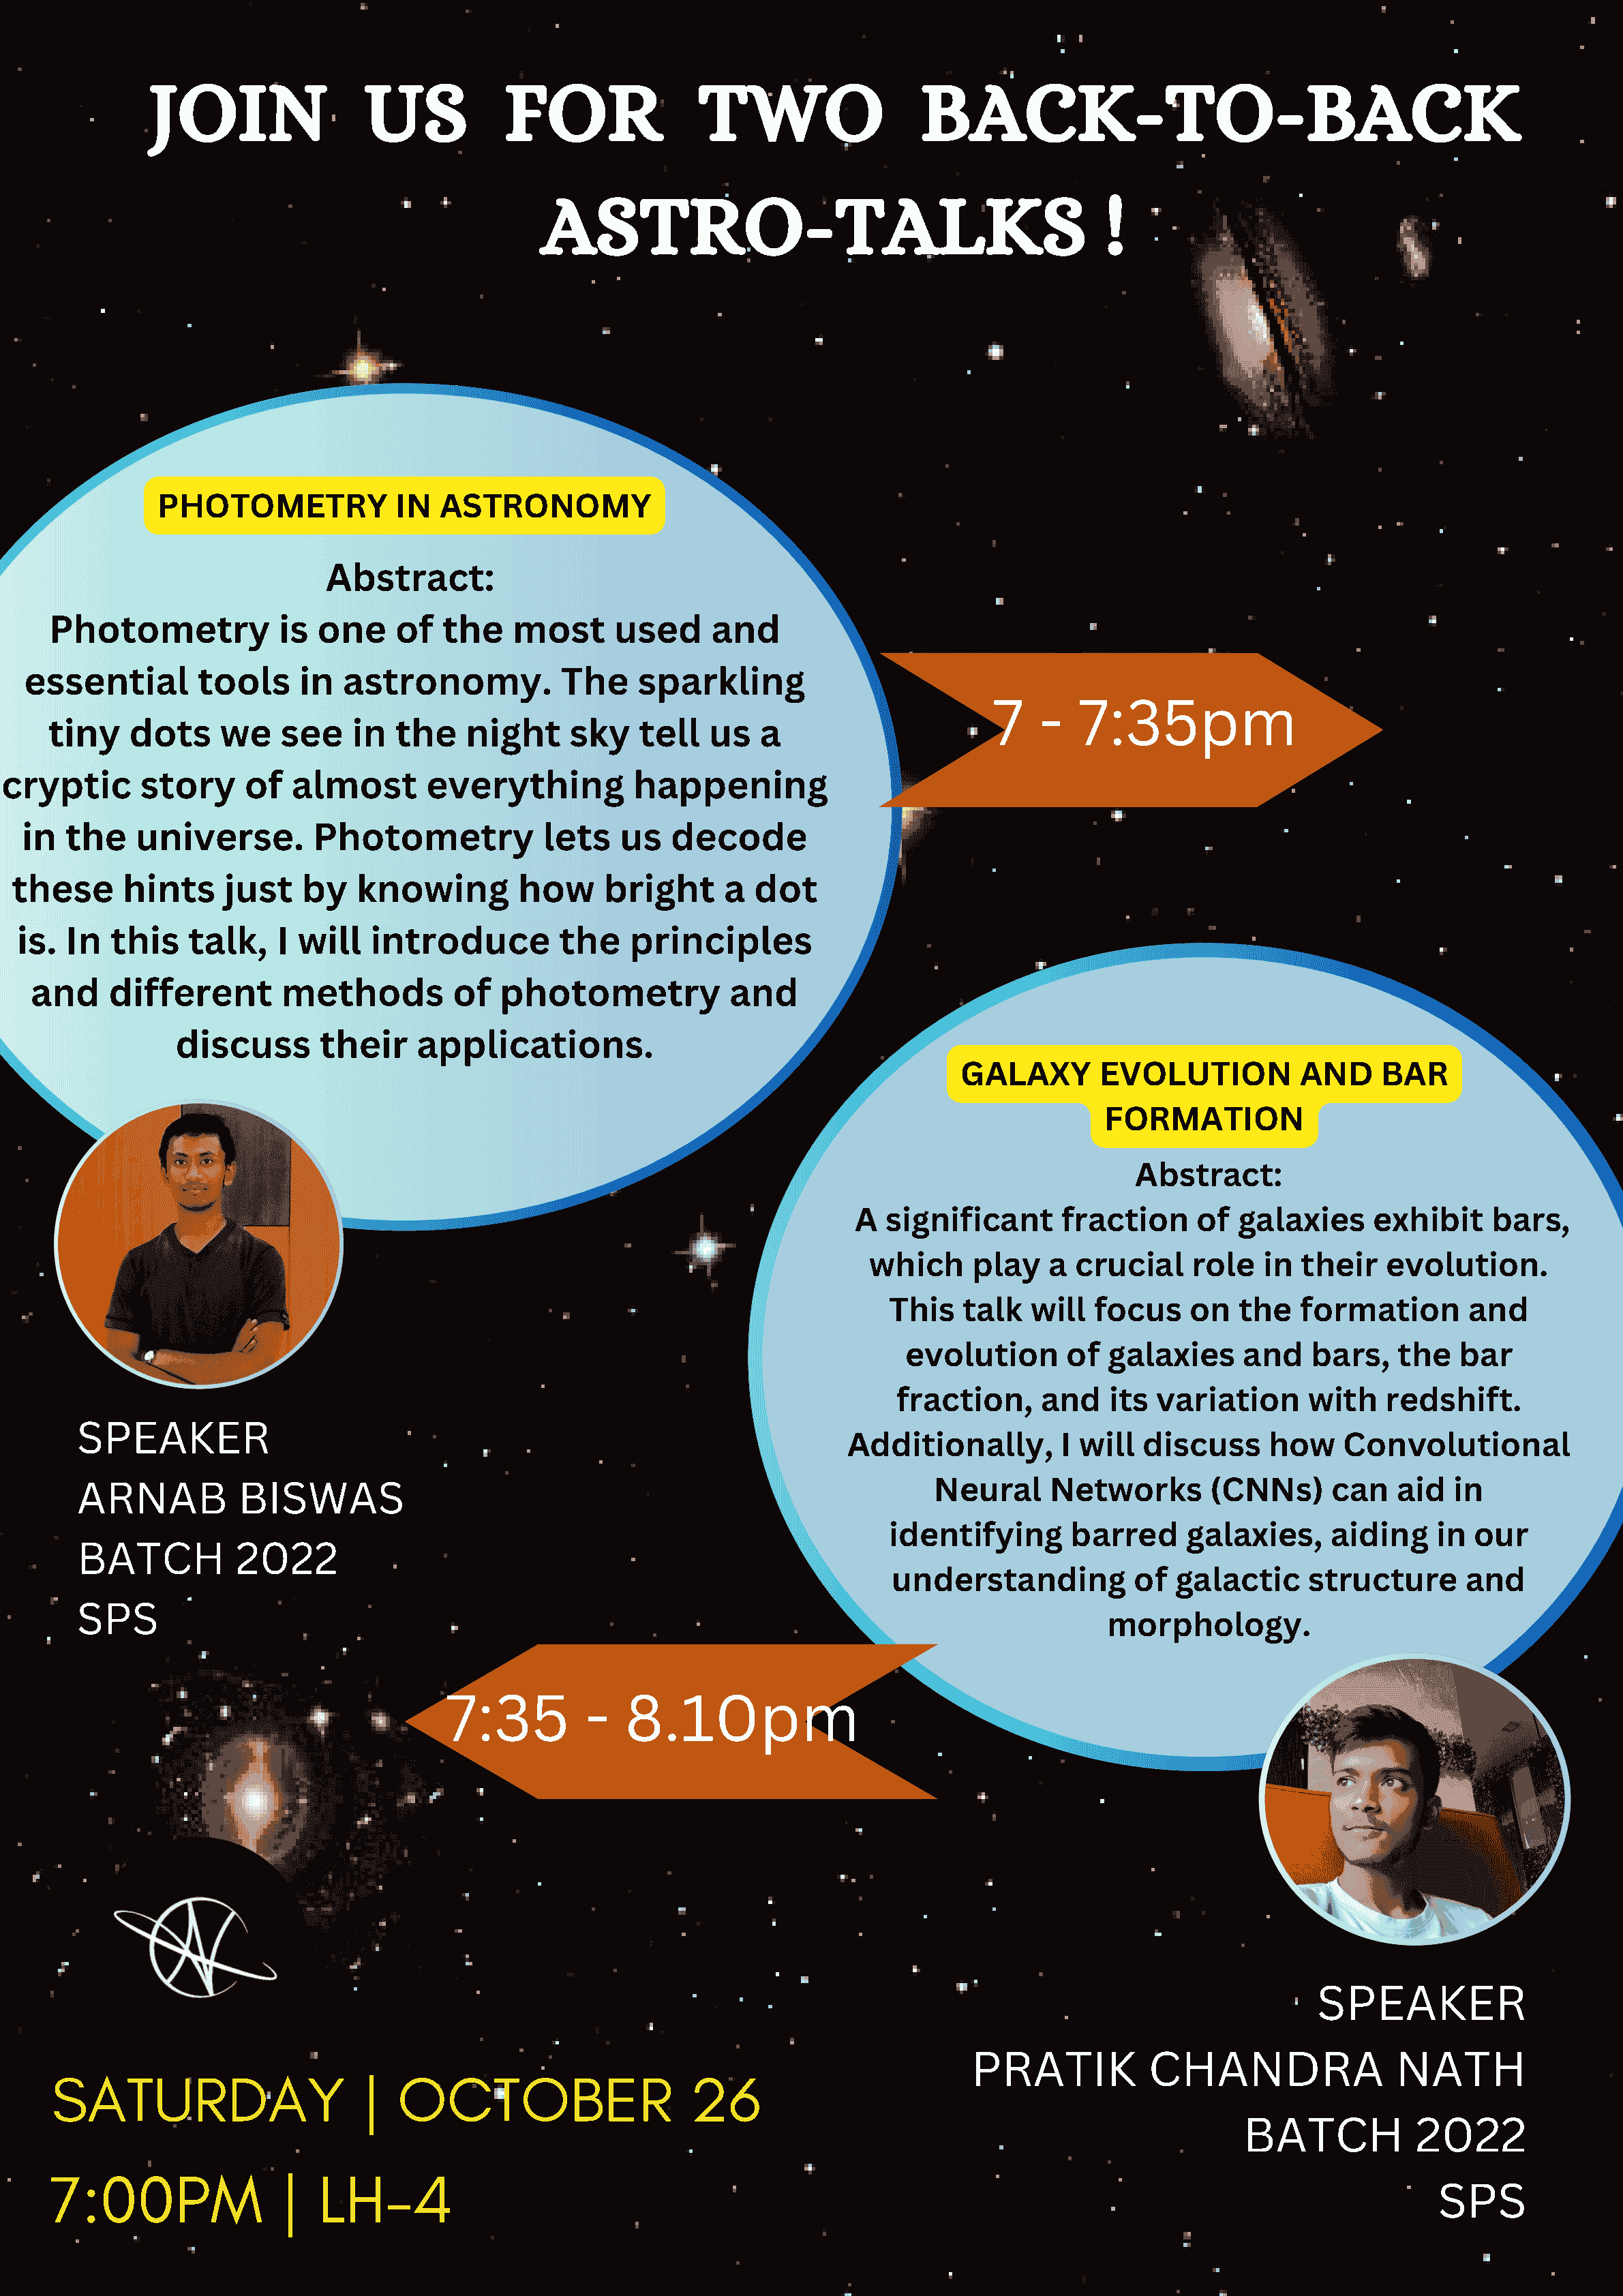 JOIN US FOR TWO BACK-TO-BACK
ASTRO-TALKS !
PHOTOMETRY IN ASTRONOMY
Abstract:
Photometry is one of the most used and
essential tools in astronomy. The sparkling
tiny dots we see in the night sky tell us a
cryptic story of almost everything happening
in the universe. Photometry lets us decode
these hints just by knowing how bright a dot
is. In this talk, I will introduce the principles
and different methods of photometry and
discuss their applications.
7 - 7:35pm
SPEAKER
ARNAB BISWAS
BATCH 2022
SPS
GALAXY EVOLUTION AND BAR
FORMATION
Abstract:
A significant fraction of galaxies exhibit bars,
which play a crucial role in their evolution.
This talk will focus on the formation and
evolution of galaxies and bars, the bar
fraction, and its variation with redshift.
Additionally, I will discuss how Convolutional
Neural Networks (CNNs) can aid in
identifying barred galaxies, aiding in our
understanding of galactic structure and
morphology.
7:35 - 8.10pm
SPEAKER
PRATIK CHANDRA NATH
BATCH 2022
SPS
SATURDAY | OCTOBER 26
7:00PM | LH-4